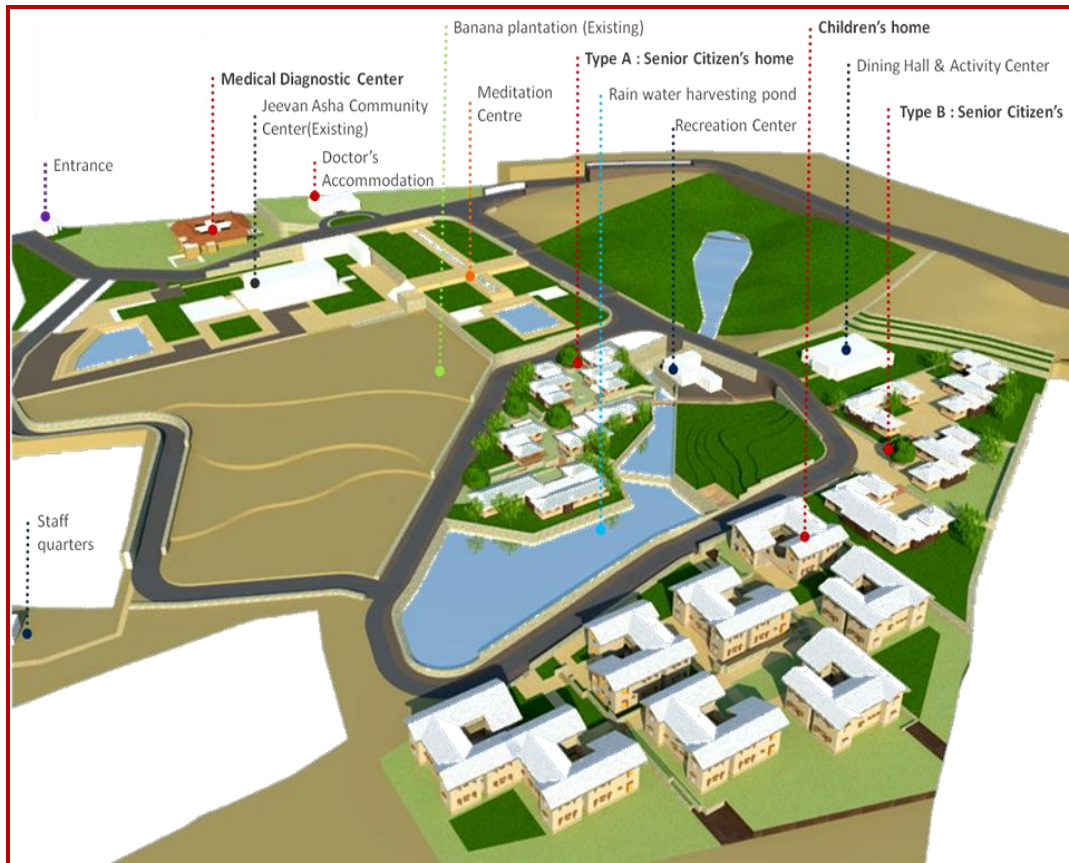 Banana plantation (Existing)
Children's home
Type A : Senior Citizen's home
Dining Hall & Activity Center
Medical Diagnostic Center
Jeevan Asha Community
Center(Existing)
Meditation
Centre
Rain water harvesting pond
Type B : Senior Citizen's
Recreation Center
Entrance
Doctor's
Accommodation
Staff
quarters